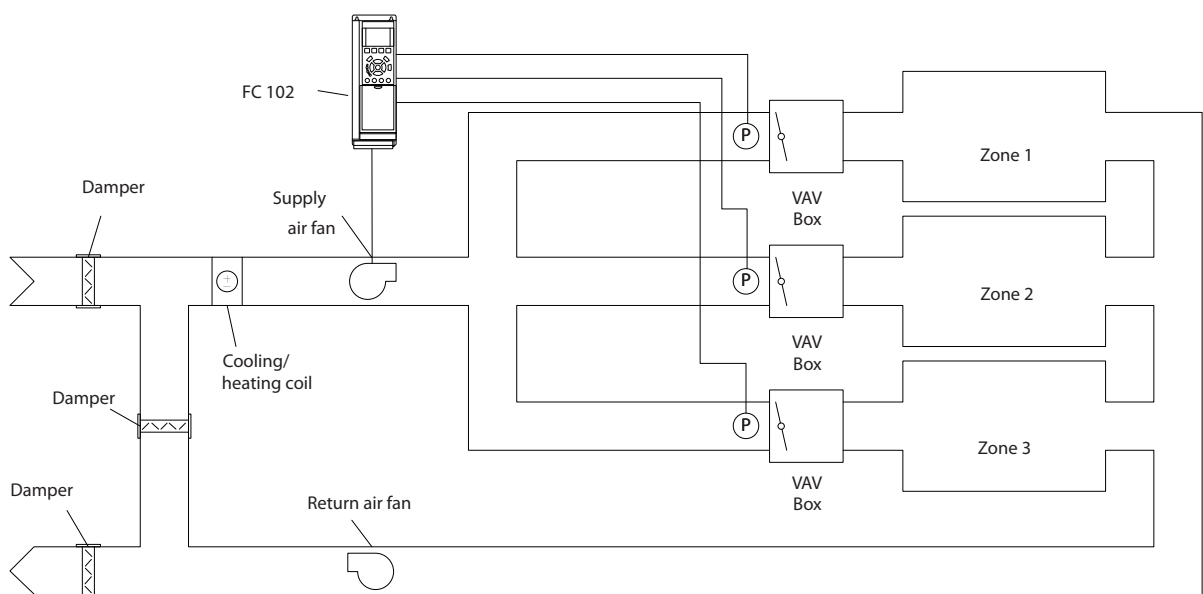 FC 102
Damper
Supply
air fan
P
VAV
Box
Zone 1
±
P
VAV
Box
Zone 2
Cooling/
heating coil
Damper
P
VAV
Box
Zone 3
Damper
Return air fan